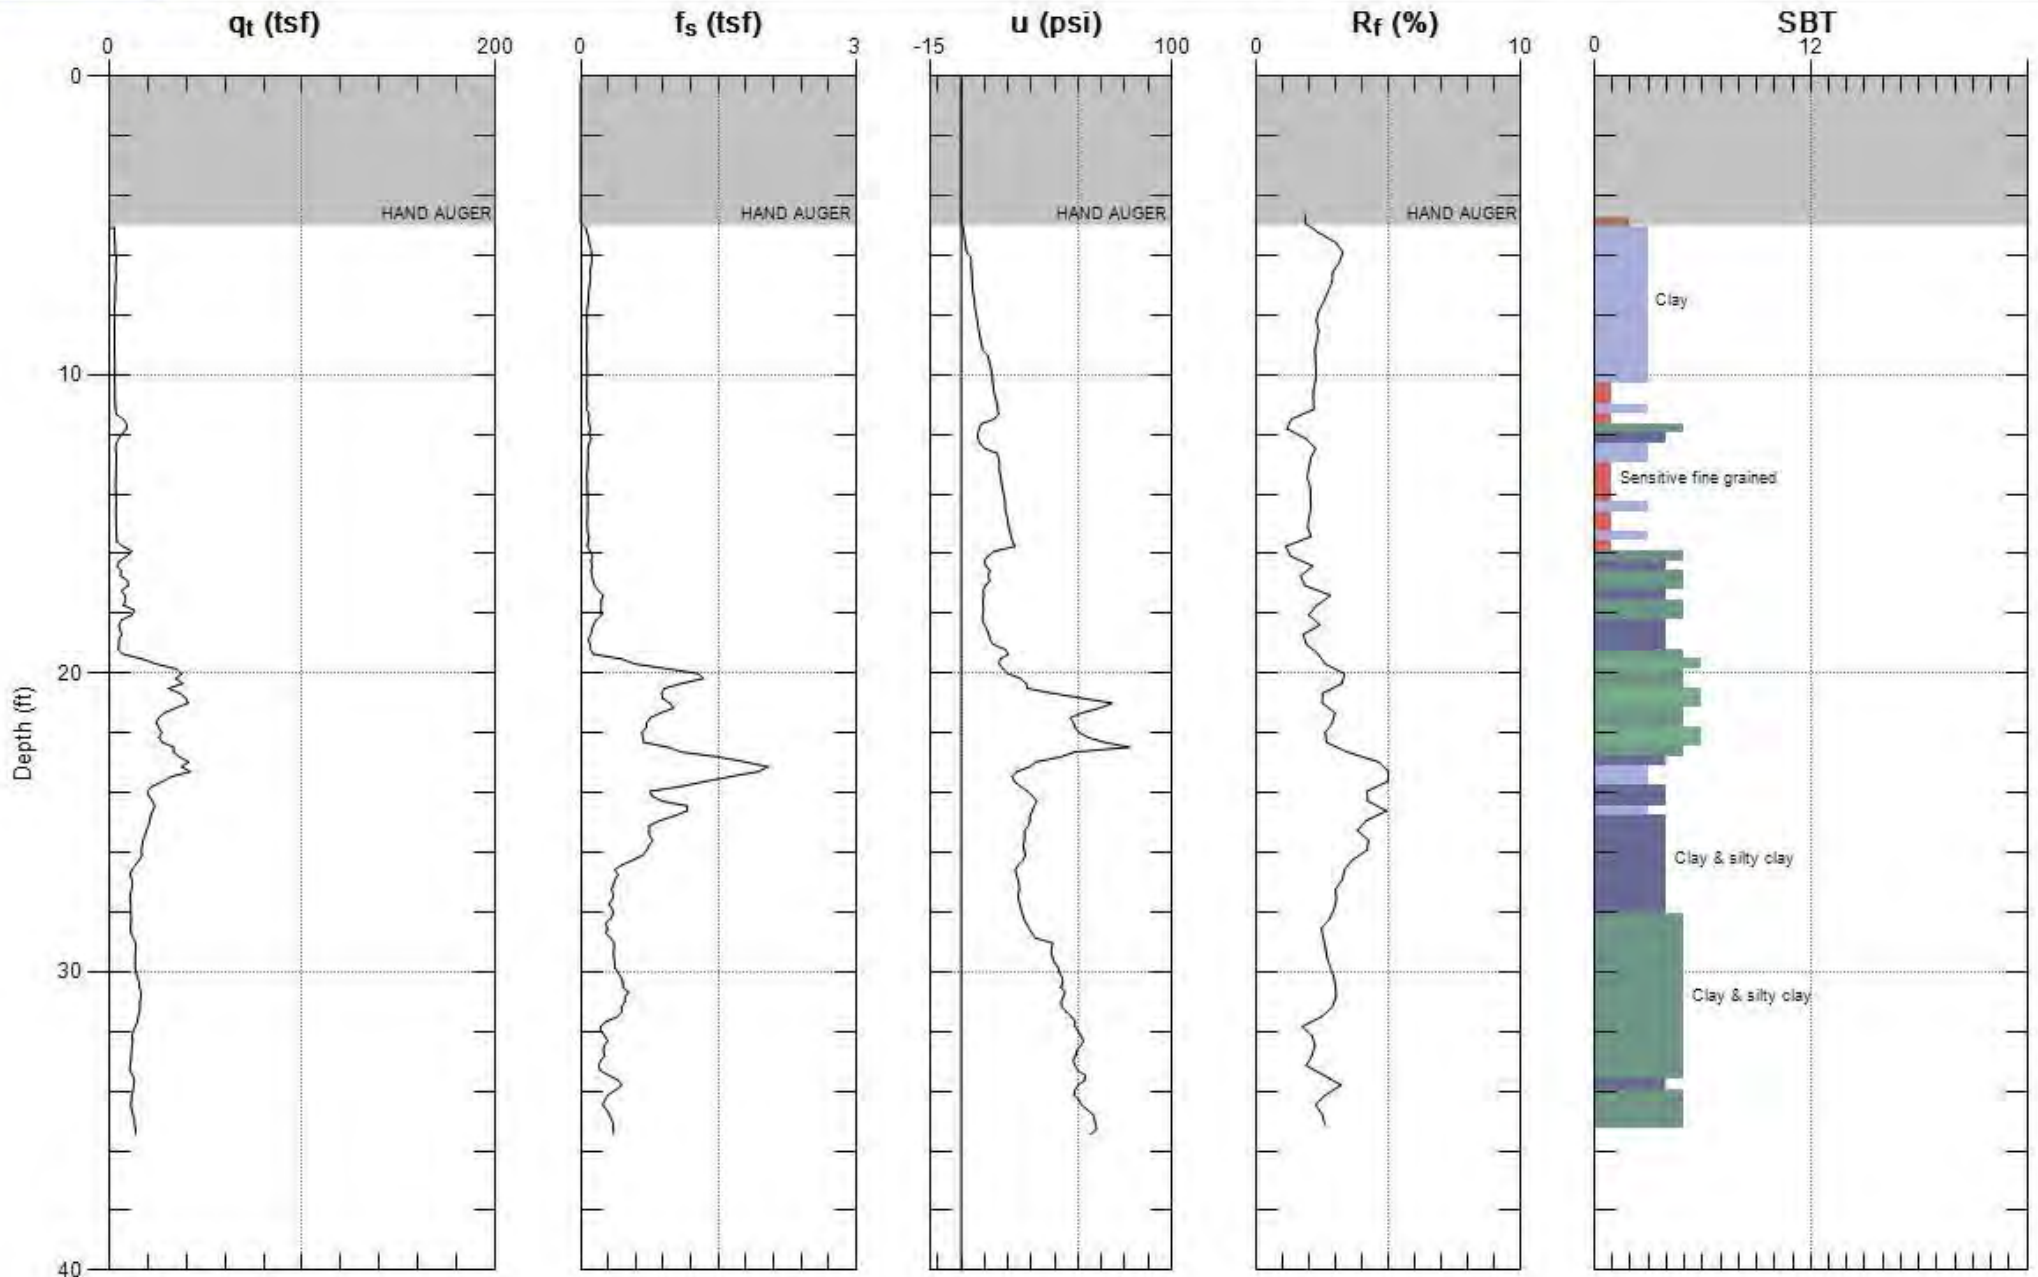 qt (tsf) fs (tsf) u (psi) Rf (%) SBT
0 200 0 3 -15 100 0 10 0 12
0
HAND AUGER HAND AUGER HAND AUGER HAND AUGER
Clay
10
Sensitive fine grained
20
Depth (ft)
Clay & silty clay
30
Clay & silty clay
40